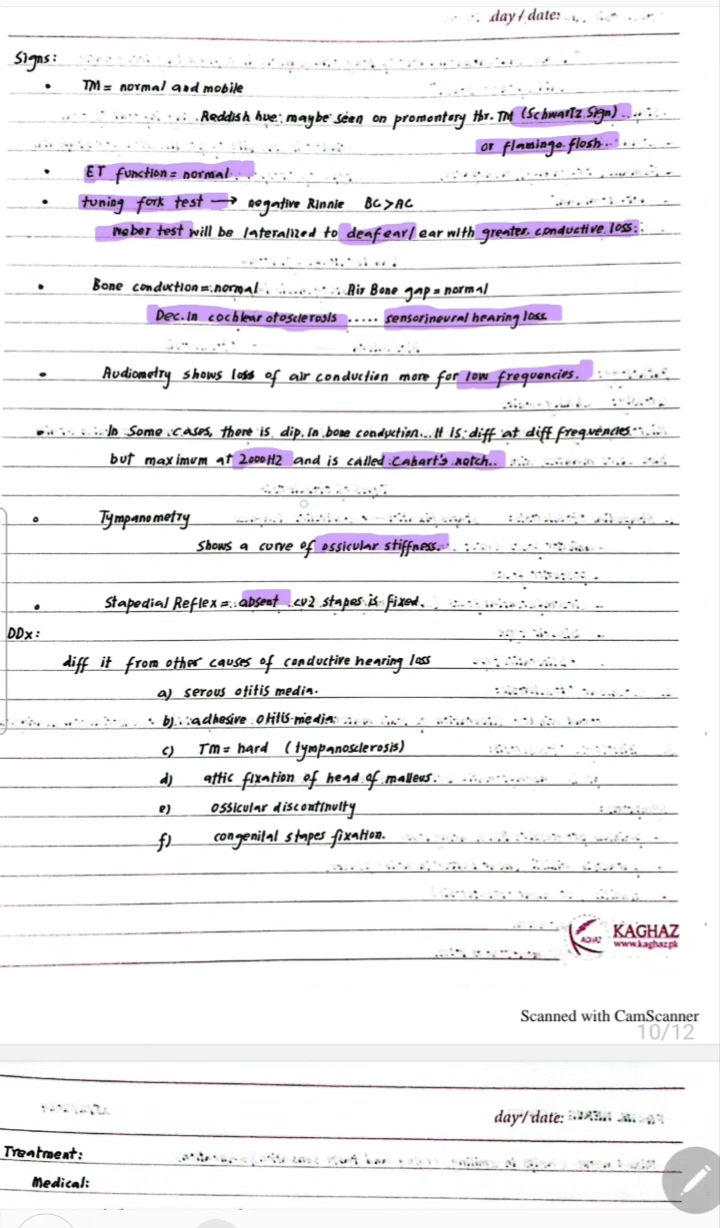 day / date:
Signs:
• TM = normal and mobile
Reddish hue maybe seen on promontory thr. TM (Schwartz Sign)
or flamingo flosh.
• ET function = normal
• tuning fork test → negative Rinnie BC > AC
Weber test will be lateralized to deaf ear/ ear with greater conductive loss.
• Bone conduction = normal. Air Bone gap = normal
Dec. in cochlear otosclerosis ..... sensorineural hearing loss
• Audiometry shows loss of air conduction more for low frequencies.
• In some cases, there is dip. in bone conduction... It is diff at diff frequencies
but maximum at 2000Hz and is called Cahart's notch..
• Tympanometry
Shows a curve of ossicular stiffness.
• Stapedial Reflex = absent cuz stapes is fixed.
DDx:
diff it from other causes of conductive hearing loss
a) serous otitis media.
b) adhesive otitis media
c) TM = hard (tympanosclerosis)
d) attic fixation of head of malleus.
e) ossicular discontinuity
f) congenital stapes fixation.
KAGHAZ
www.kaghaz.pk
Scanned with CamScanner
10/12
day/ date:
Treatment:
Medical: